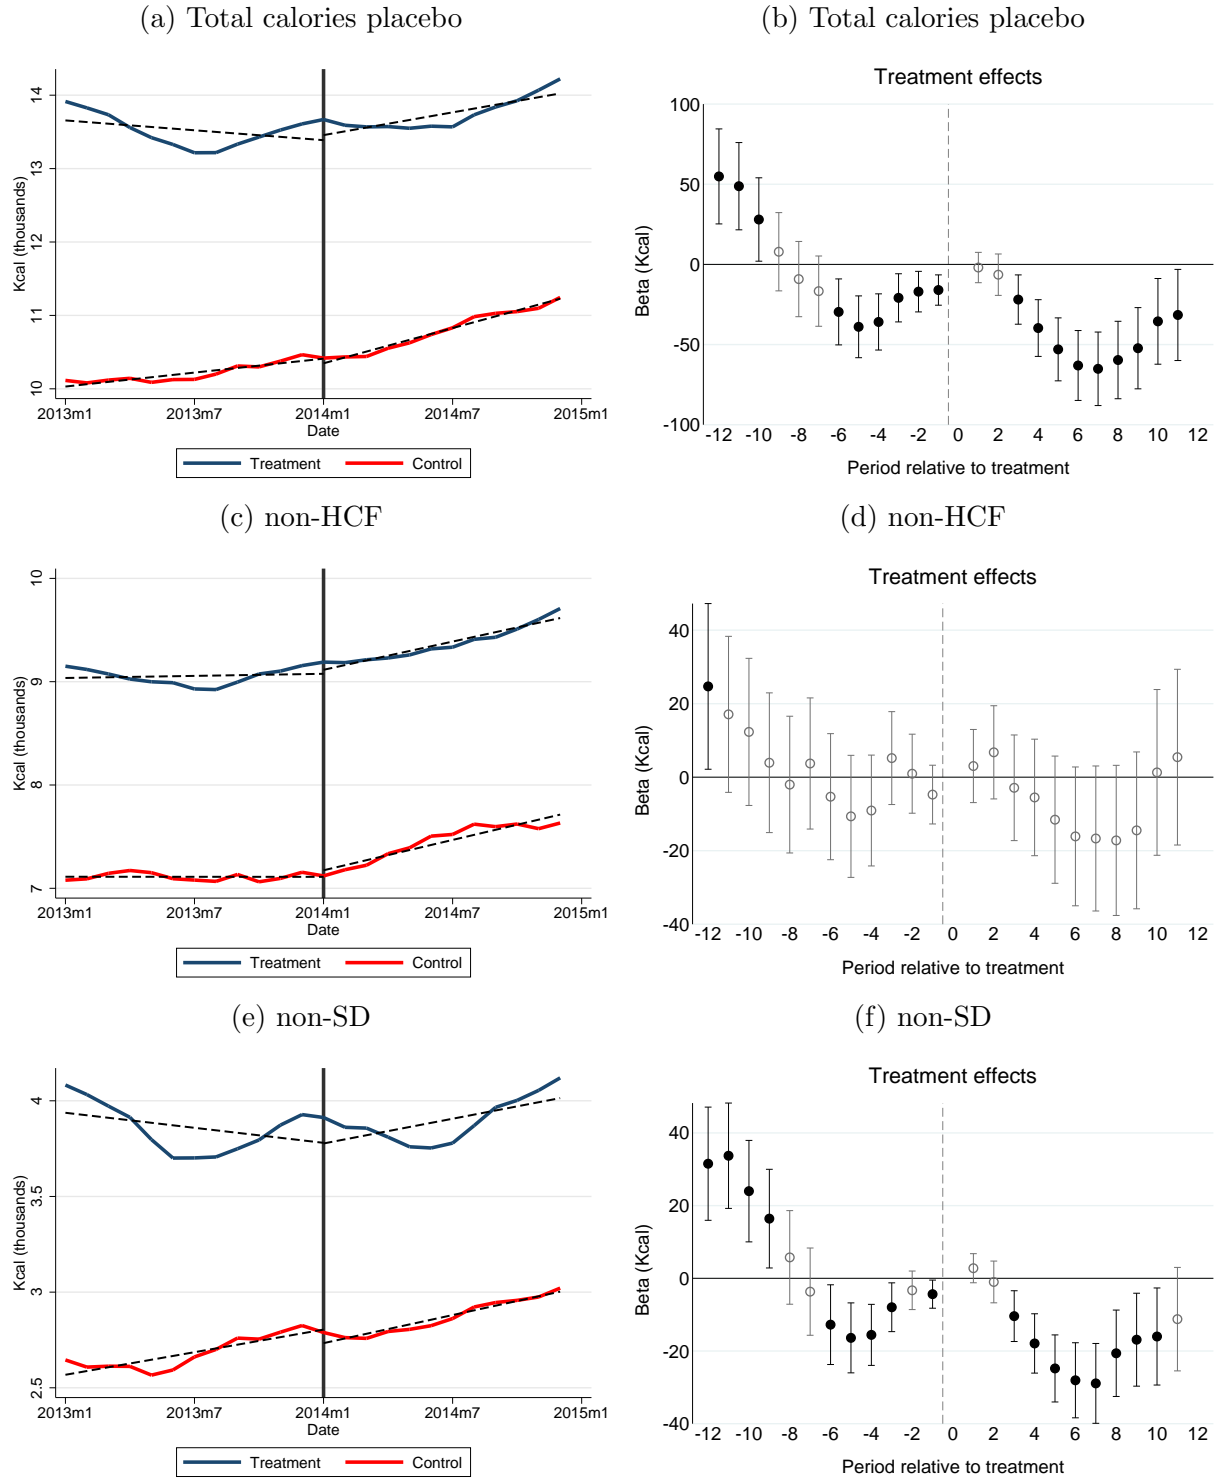 (a) Total calories placebo
Kcal (thousands)
14
13
12
11
10
2013m1 2013m7 2014m1 2014m7 2015m1
Date
Treatment Control
(b) Total calories placebo
Treatment effects
Beta (Kcal)
100
50
0
-50
-100
-12 -10 -8 -6 -4 -2 0 2 4 6 8 10 12
Period relative to treatment
(c) non-HCF
Kcal (thousands)
10
9
8
7
2013m1 2013m7 2014m1 2014m7 2015m1
Date
Treatment Control
(d) non-HCF
Treatment effects
Beta (Kcal)
40
20
0
-20
-40
-12 -10 -8 -6 -4 -2 0 2 4 6 8 10 12
Period relative to treatment
(e) non-SD
Kcal (thousands)
4
3.5
3
2.5
2013m1 2013m7 2014m1 2014m7 2015m1
Date
Treatment Control
(f) non-SD
Treatment effects
Beta (Kcal)
40
20
0
-20
-40
-12 -10 -8 -6 -4 -2 0 2 4 6 8 10 12
Period relative to treatment